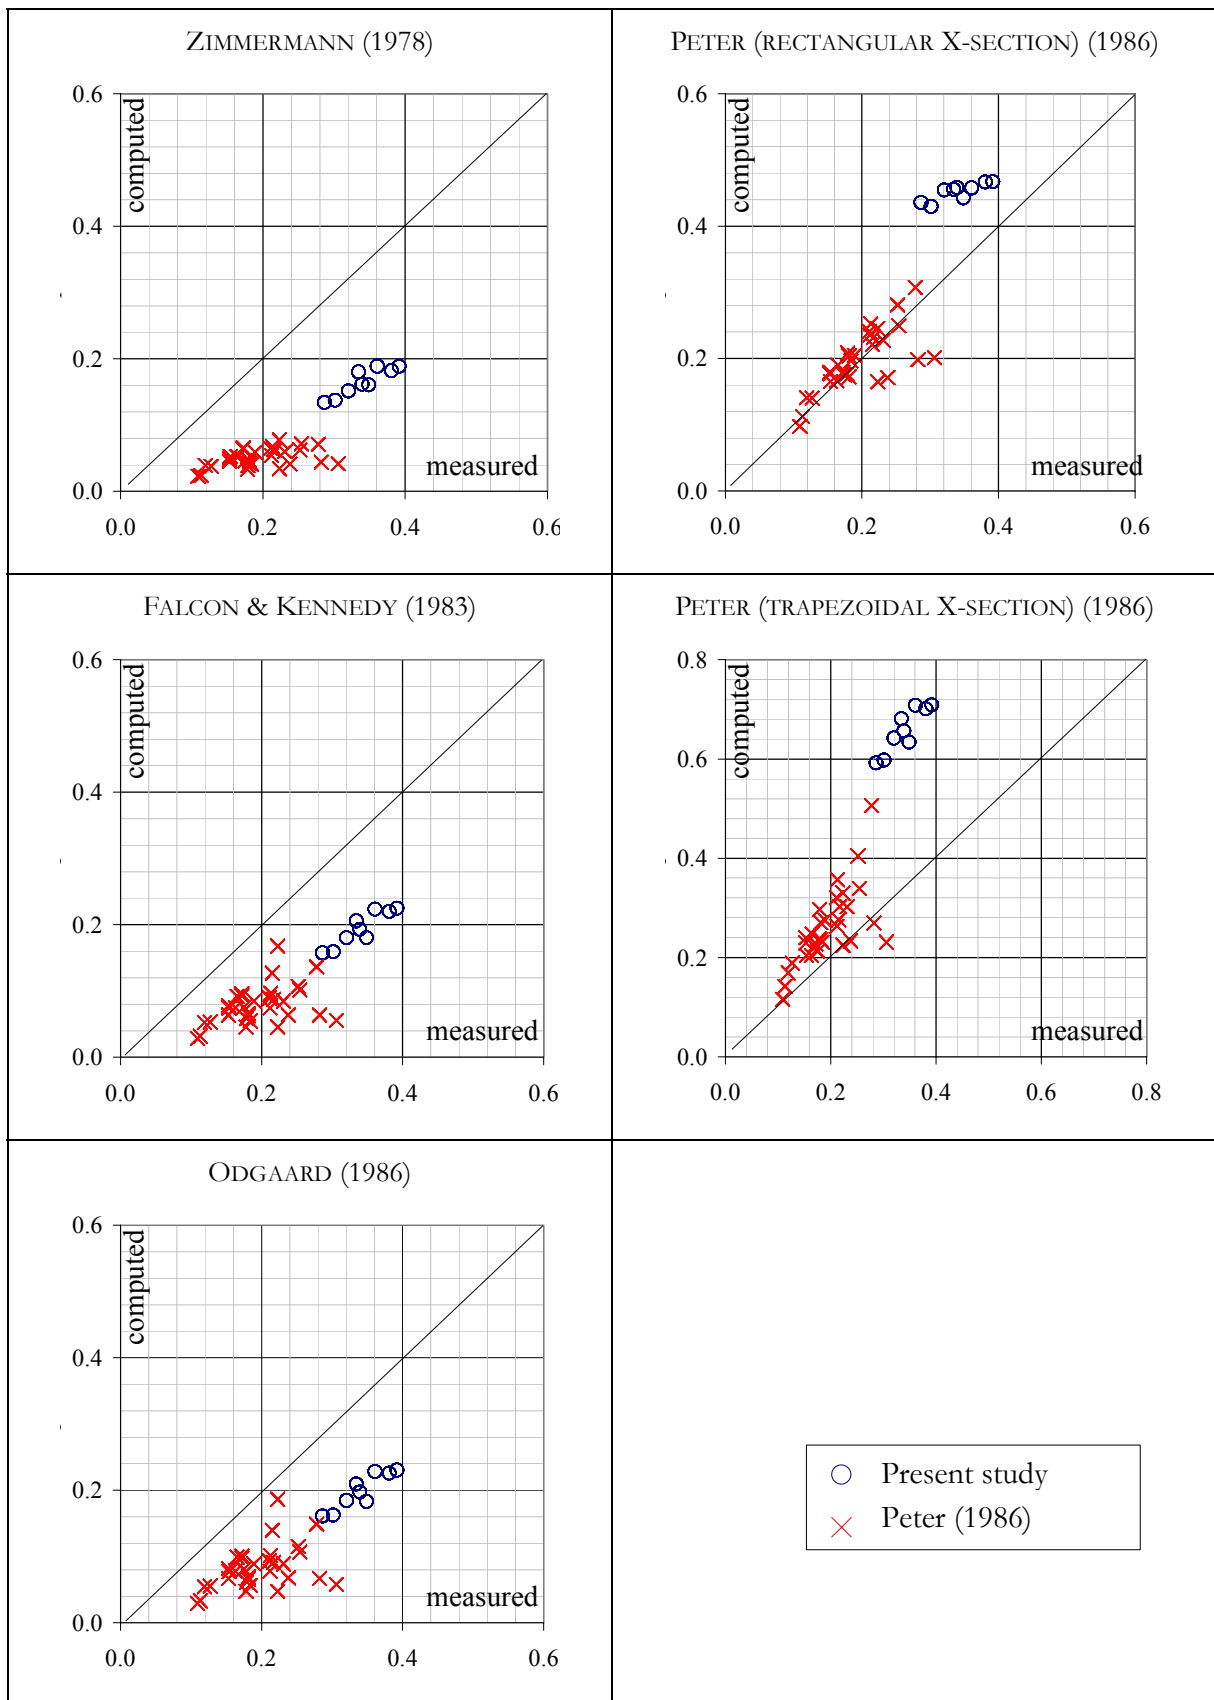 ZIMMERMANN (1978)
0.6
0.4
0.2
0.0
computed
measured
0.0 0.2 0.4 0.6
PETER (RECTANGULAR X-SECTION) (1986)
0.6
0.4
0.2
0.0
computed
measured
0.0 0.2 0.4 0.6
FALCON & KENNEDY (1983)
0.6
0.4
0.2
0.0
computed
measured
0.0 0.2 0.4 0.6
PETER (TRAPEZOIDAL X-SECTION) (1986)
0.8
0.6
0.4
0.2
0.0
computed
measured
0.0 0.2 0.4 0.6 0.8
ODGAARD (1986)
0.6
0.4
0.2
0.0
computed
measured
0.0 0.2 0.4 0.6
Present study
Peter (1986)